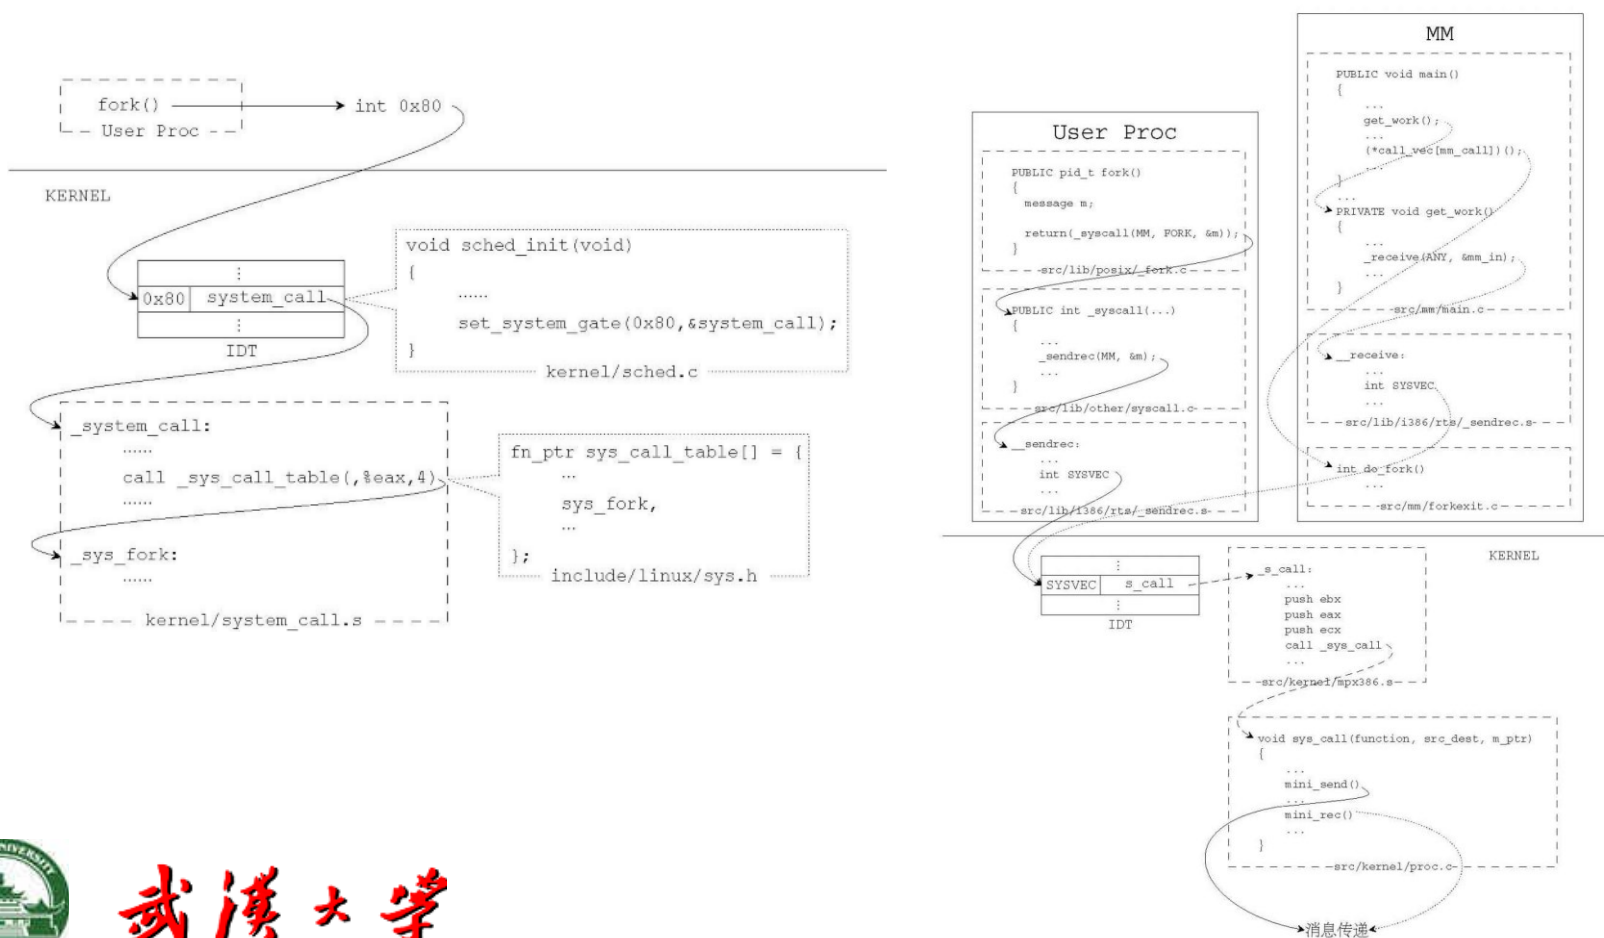 fork()
int 0x80
User Proc
KERNEL
void sched_init(void)
{
⋮
0x80 system_call
⋮
IDT
......
set_system_gate(0x80,&system_call);
}
kernel/sched.c
_system_call:
......
call _sys_call_table(,%eax,4)
......
_sys_fork:
......
kernel/system_call.s
fn_ptr sys_call_table[] = {
...
sys_fork,
...
};
include/linux/sys.h
武漢大学
UNIVERSITY
User Proc
PUBLIC pid_t fork()
{
message m;
return(_syscall(MM, FORK, &m));
}
src/lib/posix/_fork.c
PUBLIC int _syscall(...)
{
...
_sendrec(MM, &m);
...
}
src/lib/other/syscall.c
__sendrec:
...
int SYSVEC
...
src/lib/i386/rts/_sendrec.s
MM
PUBLIC void main()
{
...
get_work();
...
(*call_vec[mm_call])();
...
}
...
PRIVATE void get_work()
{
...
_receive(ANY, &mm_in);
...
}
src/mm/main.c
__receive:
...
int SYSVEC
...
src/lib/i386/rts/_sendrec.s
int do_fork()
...
src/mm/forkexit.c
KERNEL
⋮
SYSVEC s_call
⋮
IDT
_s_call:
...
push ebx
push eax
push ecx
call _sys_call
...
src/kernel/mpx386.s
void sys_call(function, src_dest, m_ptr)
{
...
mini_send()
...
mini_rec()
...
}
src/kernel/proc.c
消息传递